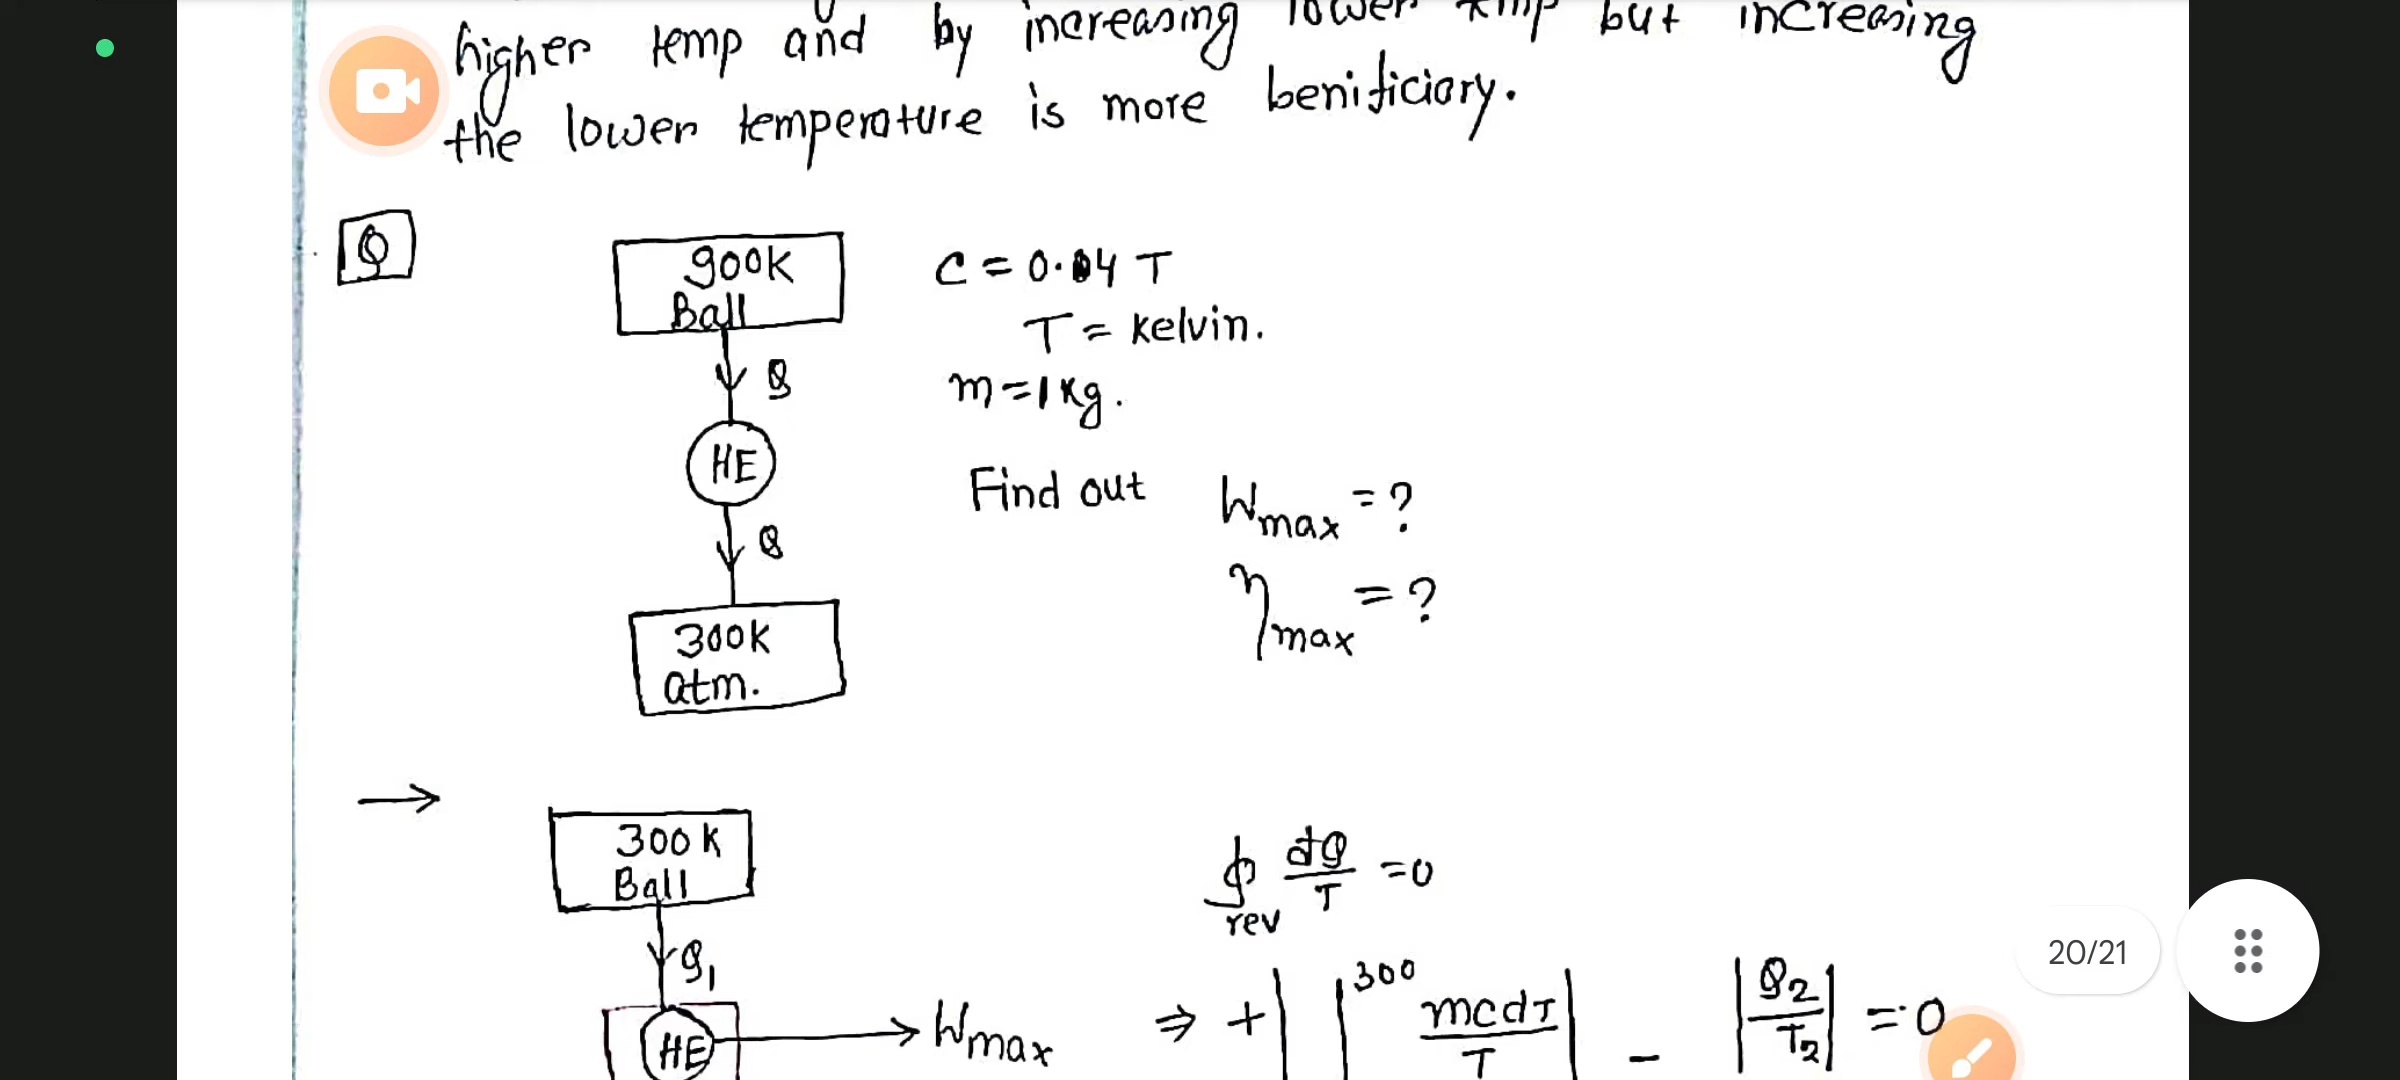 higher temp and by increasing lower temp but increasing
the lower temperature is more benificiary.
Q
900k
Ball
C = 0.04 T
T = kelvin.
Q
m = 1 kg.
HE
Find out Wmax = ?
Q
ηmax = ?
300k
atm.
→
300 k
Ball
∮ dQ/T = 0
rev
Q1
HE
→ Wmax
⇒ + | ∫ 300 mcdT/T | - | Q2/T2 | = 0
20/21